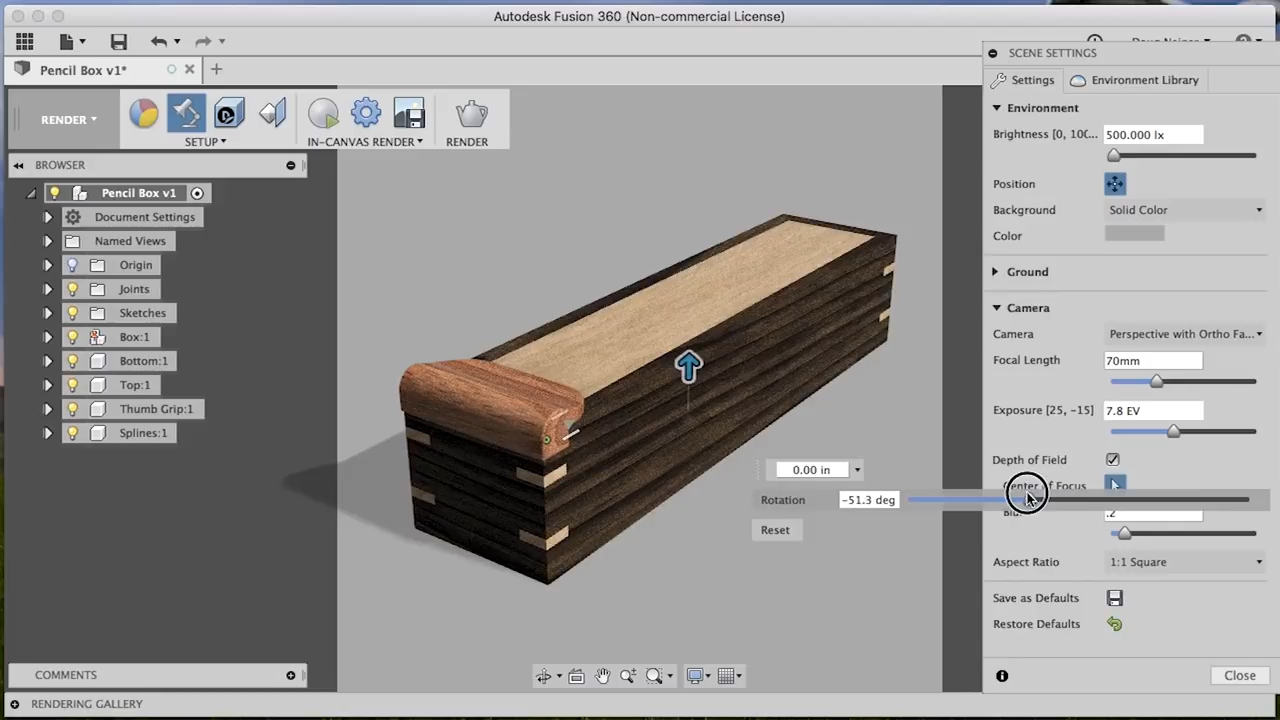 Autodesk Fusion 360 (Non-commercial License)
Pencil Box v1*
RENDER
SETUP
IN-CANVAS RENDER
RENDER
BROWSER
Pencil Box v1
Document Settings
Named Views
Origin
Joints
Sketches
Box:1
Bottom:1
Top:1
Thumb Grip:1
Splines:1
0.00 in
Rotation
-51.3 deg
Reset
SCENE SETTINGS
Settings
Environment Library
Environment
Brightness [0, 10(...
500.000 lx
Position
Background
Solid Color
Color
Ground
Camera
Camera
Perspective with Ortho Fa...
Focal Length
70mm
Exposure [25, -15]
7.8 EV
Depth of Field
Center of Focus
.2
Aspect Ratio
1:1 Square
Save as Defaults
Restore Defaults
Close
COMMENTS
RENDERING GALLERY